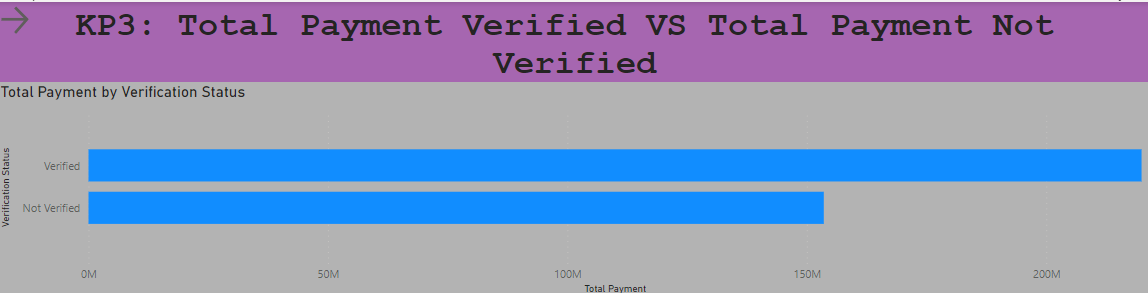 KP3: Total Payment Verified VS Total Payment Not
Verified
Total Payment by Verification Status
Verification Status
Verified
Not Verified
0M 50M 100M 150M 200M
Total Payment